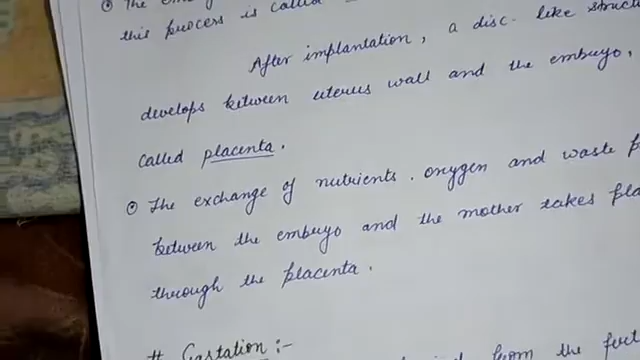 this process is called
After implantation, a disc-like
develops between uterus wall and the embryo,
called placenta.
The exchange of nutrients. oxygen and waste
between the embryo and the mother takes
through the placenta.
# Gastation :-
from the